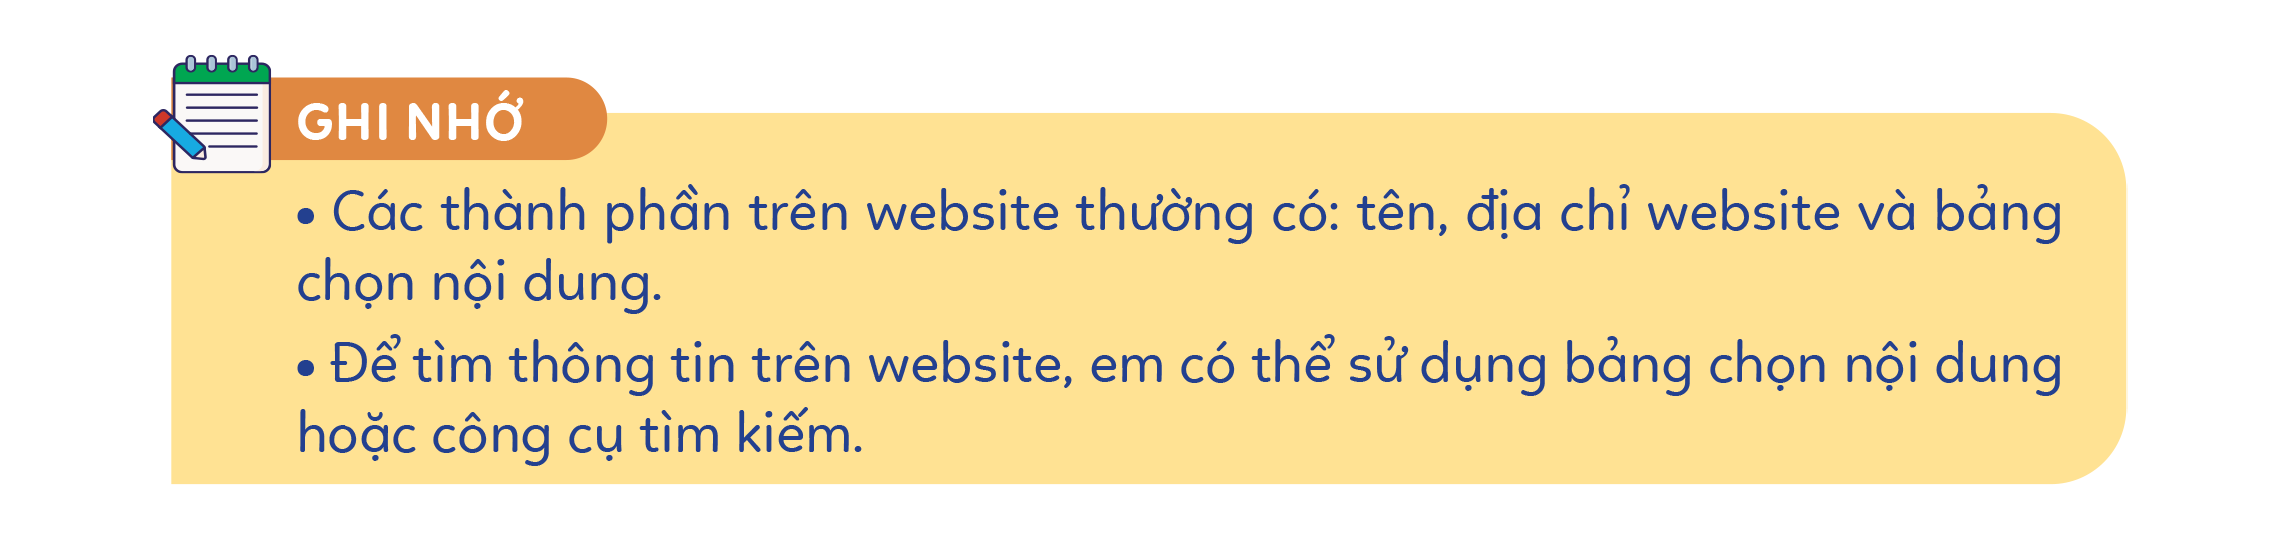 GHI NHỚ
• Các thành phần trên website thường có: tên, địa chỉ website và bảng
chọn nội dung.
• Để tìm thông tin trên website, em có thể sử dụng bảng chọn nội dung
hoặc công cụ tìm kiếm.